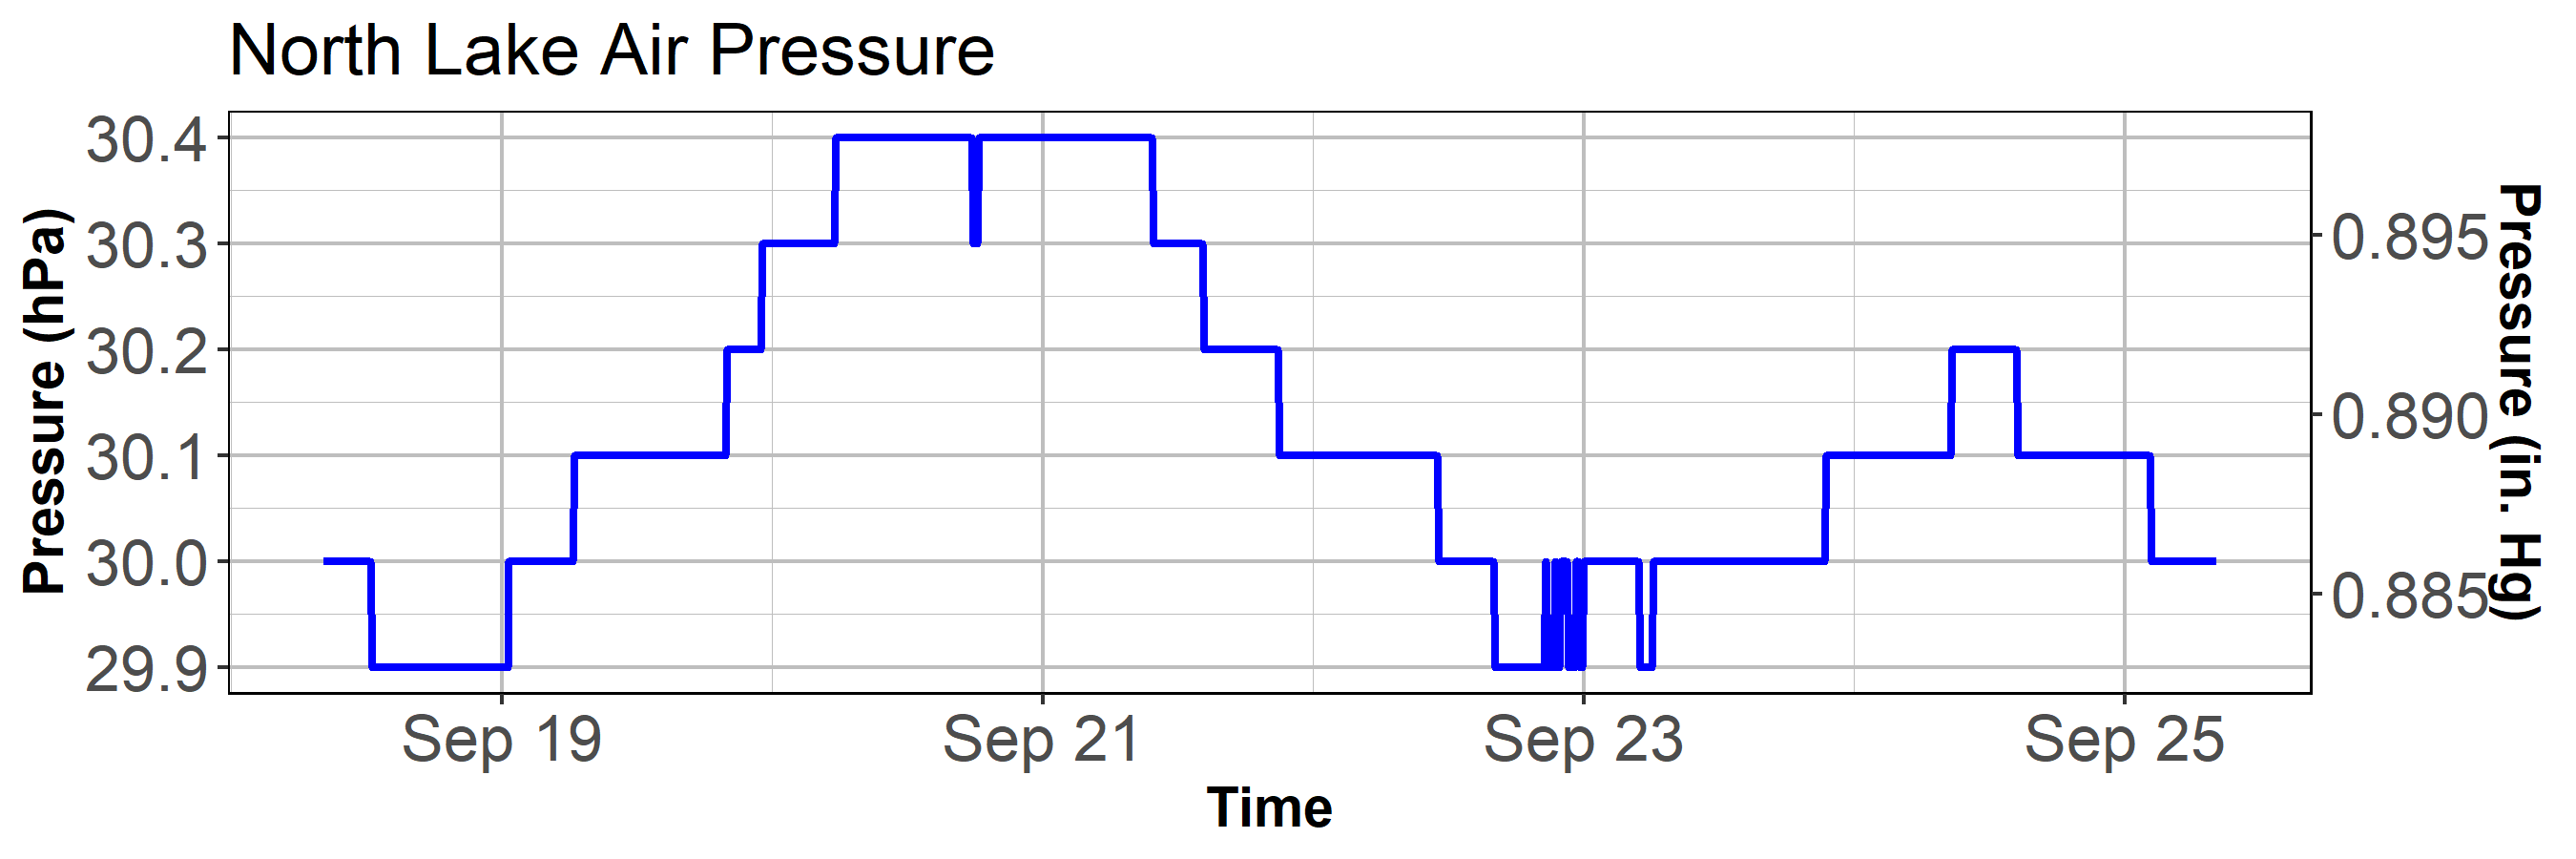 North Lake Air Pressure
Pressure (hPa)
30.4
30.3
30.2
30.1
30.0
29.9
0.895
0.890
0.885
Pressure (in. Hg)
Sep 19
Sep 21
Sep 23
Sep 25
Time